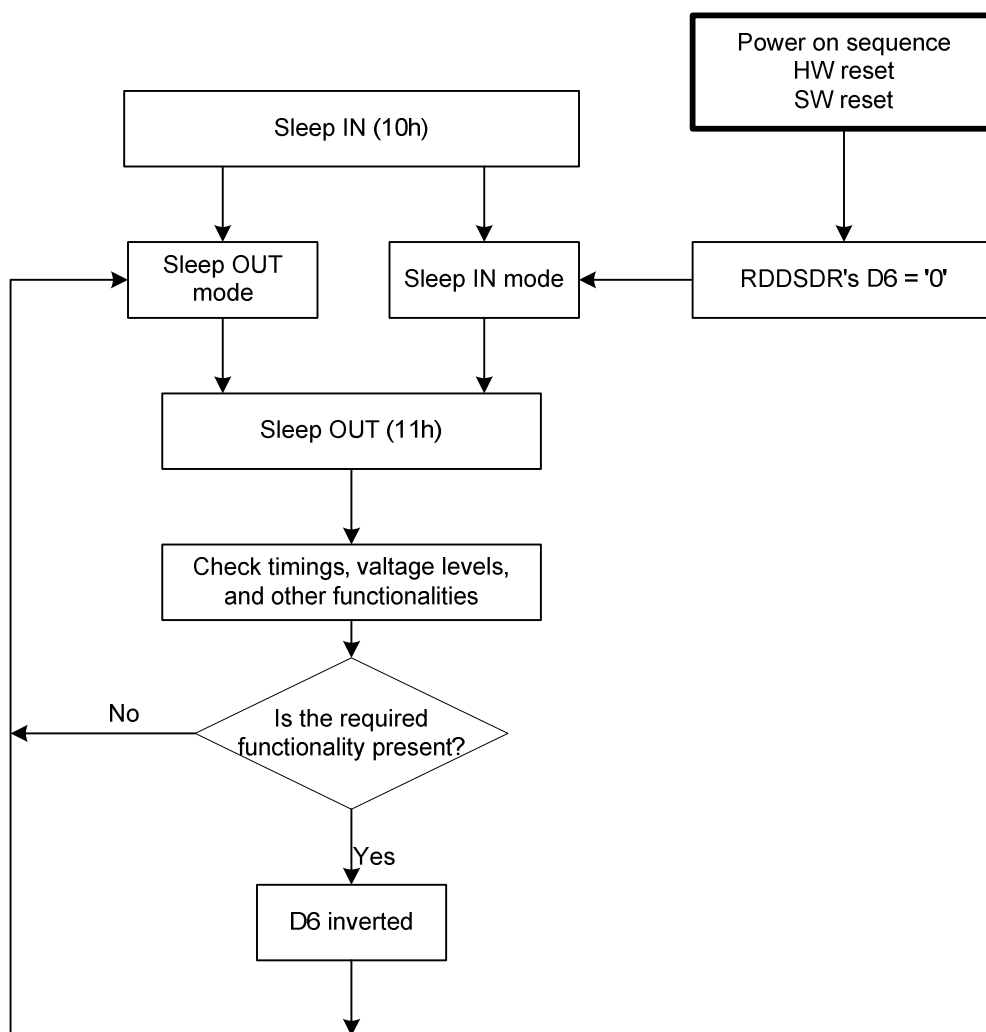 Power on sequence
HW reset
SW reset
Sleep IN (10h)
Sleep OUT
mode
Sleep IN mode
RDDSDR's D6 = '0'
Sleep OUT (11h)
Check timings, valtage levels,
and other functionalities
Is the required
functionality present?
No
Yes
D6 inverted